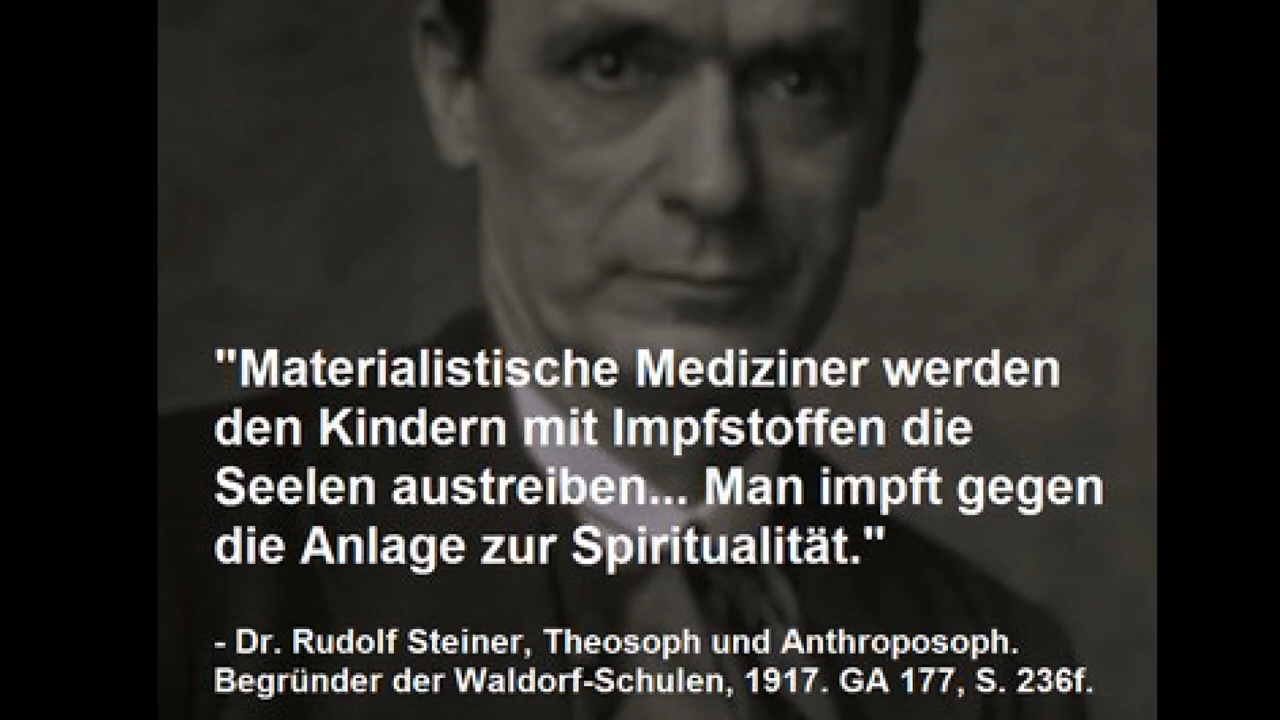 "Materialistische Mediziner werden
den Kindern mit Impfstoffen die
Seelen austreiben... Man impft gegen
die Anlage zur Spiritualität."
- Dr. Rudolf Steiner, Theosoph und Anthroposoph.
Begründer der Waldorf-Schulen, 1917. GA 177, S. 236f.